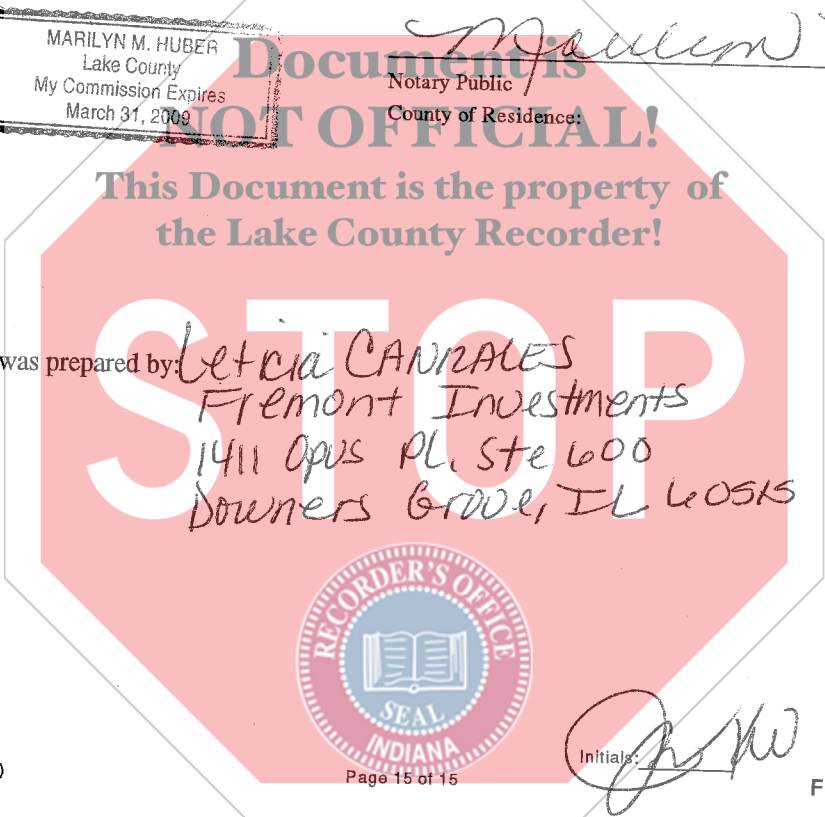 MARILYN M. HUBER
Lake County
My Commission Expires
March 31, 2009
Marilyn
Notary Public
County of Residence:
Document is
NOT OFFICIAL!
This Document is the property of
the Lake County Recorder!
STOP
was prepared by: Leticia CANRALES
Fremont Investments
1411 Opus Pl. Ste 600
Downers Grove, IL 60515
RECORDER'S OFFICE
SEAL
INDIANA
Page 15 of 15
Initials:
)
F